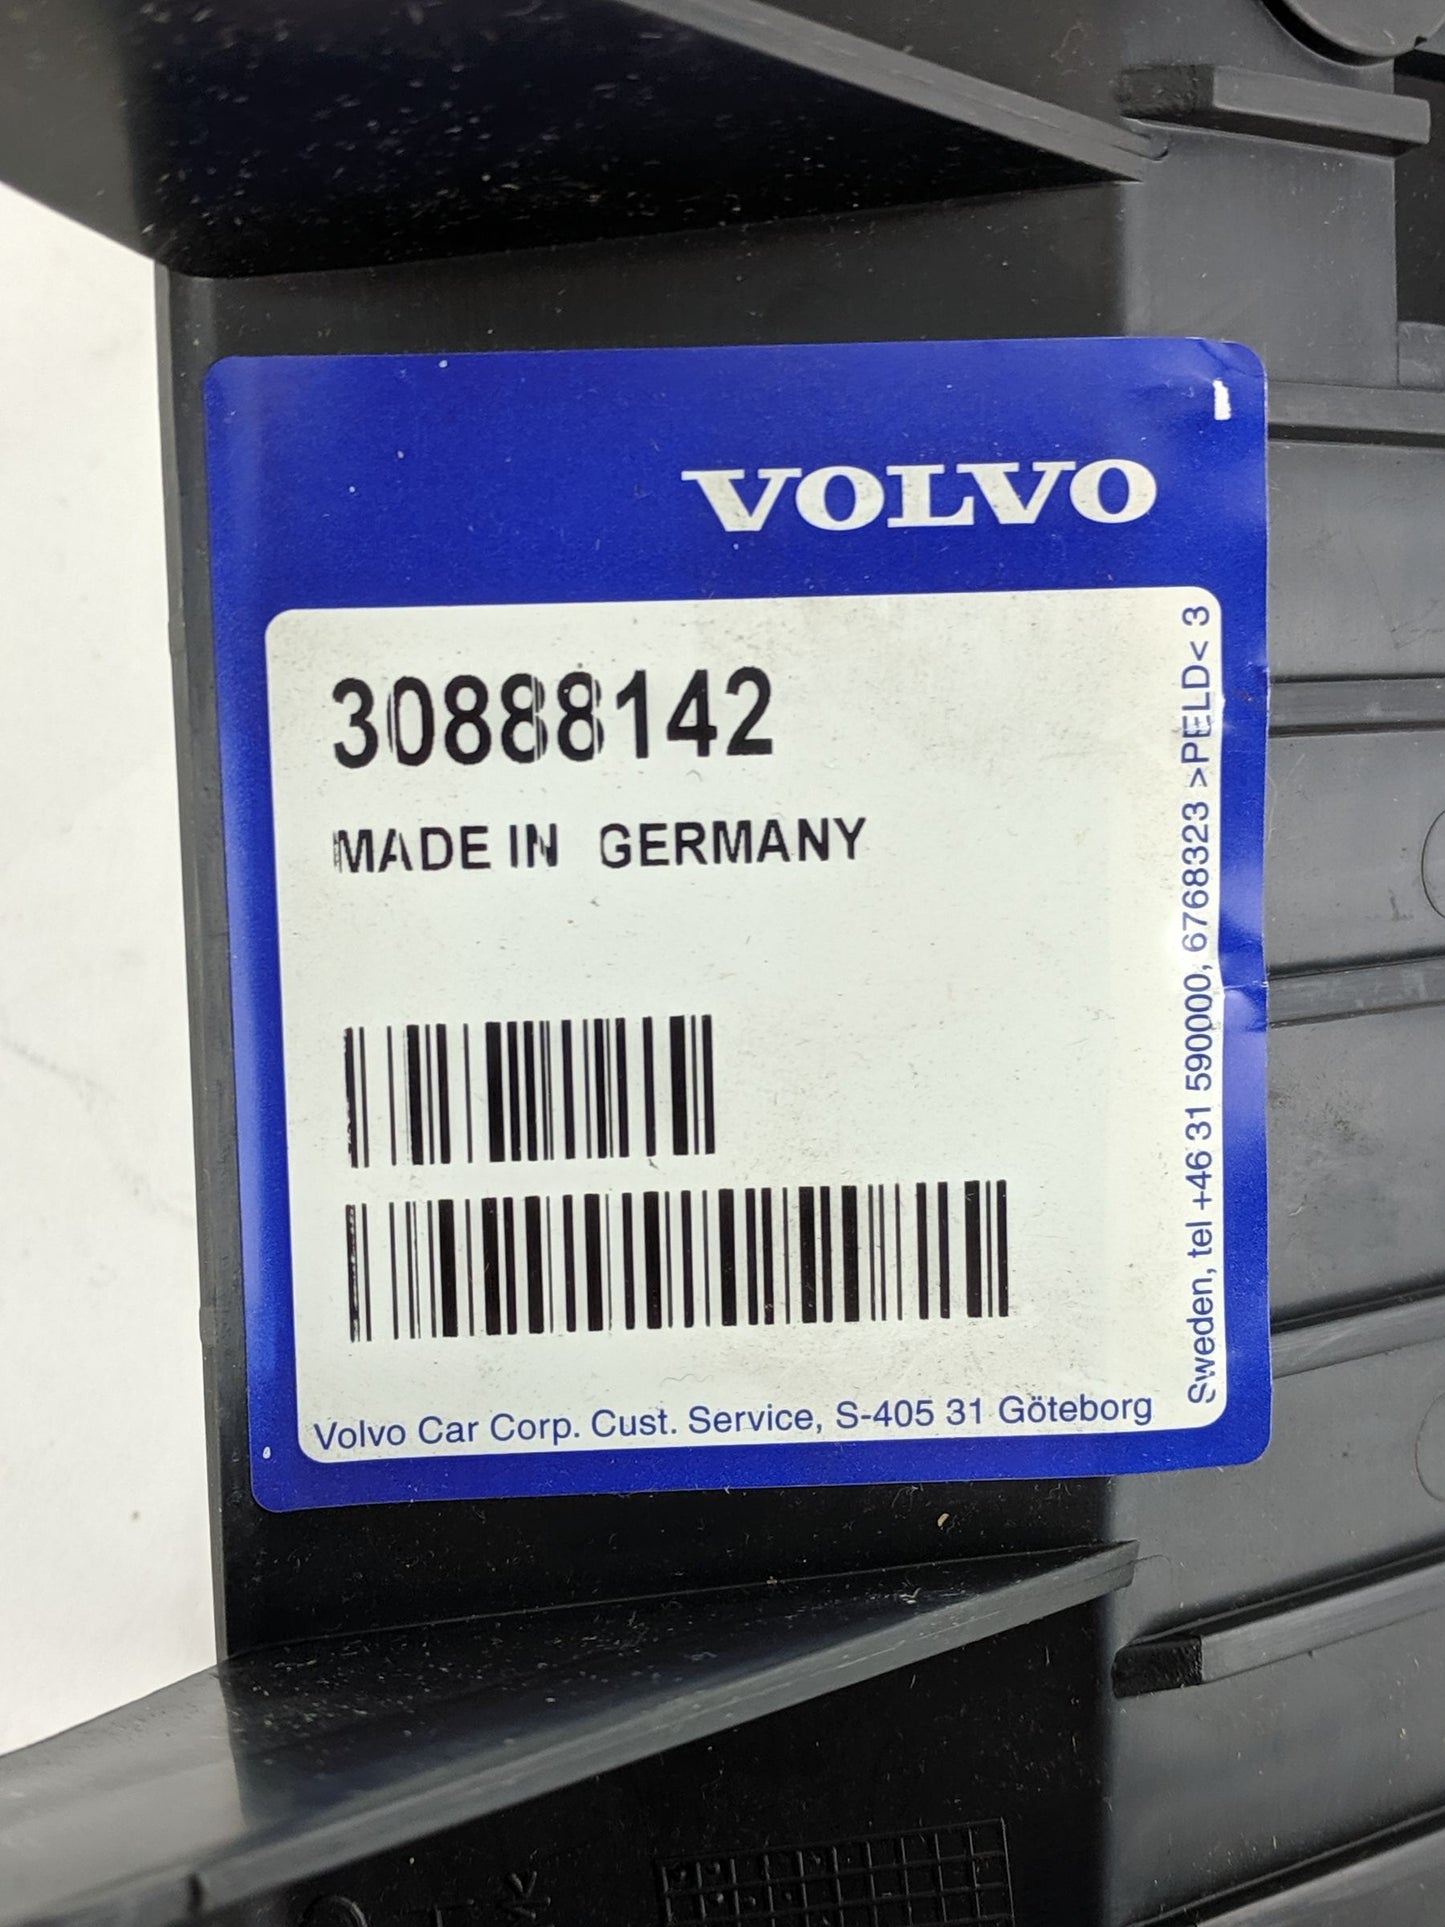 VOLVO
30888142
MADE IN GERMANY
Volvo Car Corp. Cust. Service, S-405 31 Göteborg
Sweden, tel +46 31 590000, 6768323 >PELD< 3